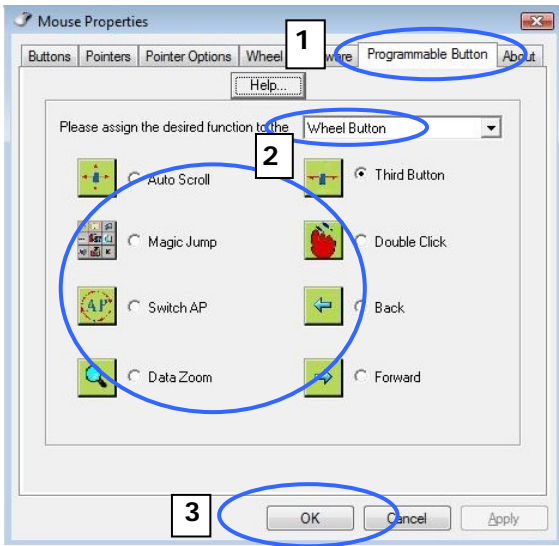 Mouse Properties
1
Buttons Pointers Pointer Options Wheel ware Programmable Button About
Help...
Please assign the desired function to the Wheel Button
2
Auto Scroll Third Button
Magic Jump Double Click
AP
Switch AP Back
Data Zoom Forward
3
OK Cancel Apply